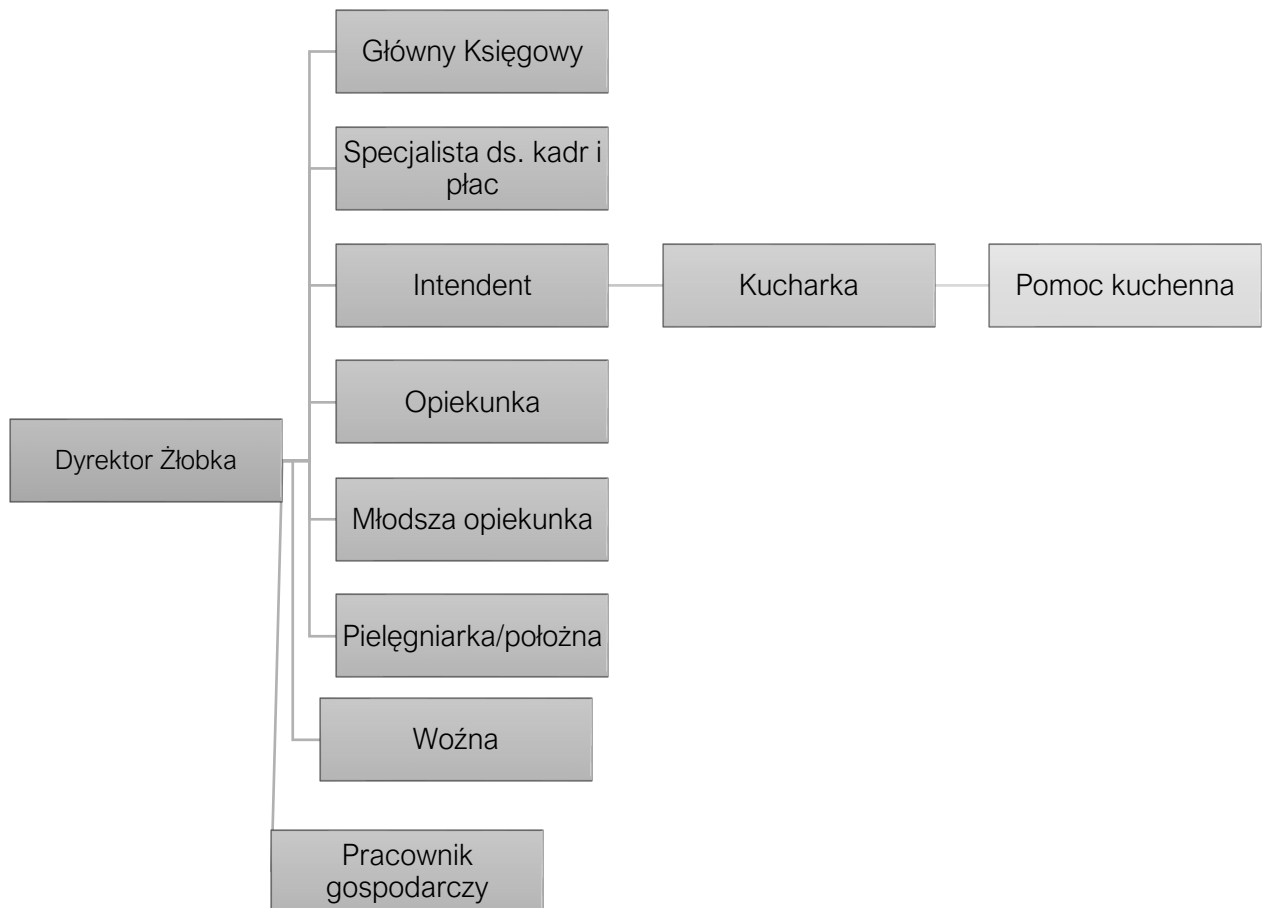 Główny Księgowy
Specjalista ds. kadr i
płac
Intendent
Kucharka
Pomoc kuchenna
Opiekunka
Dyrektor Żłobka
Młodsza opiekunka
Pielęgniarka/położna
Woźna
Pracownik
gospodarczy